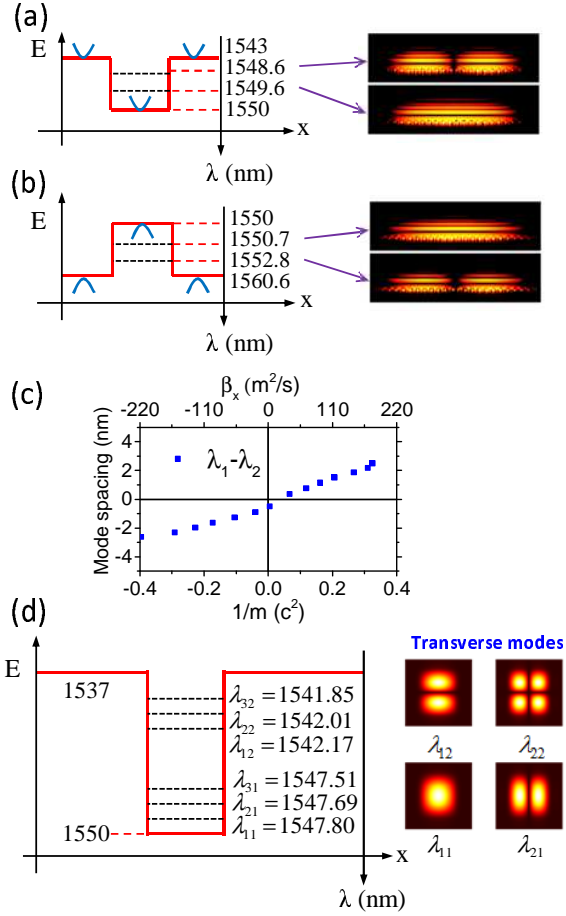 (a)
E
1543
1548.6
1549.6
1550
x
λ (nm)
(b)
E
1550
1550.7
1552.8
1560.6
x
λ (nm)
(c)
βx (m²/s)
-220 -110 0 110 220
Mode spacing (nm)
4
2
0
-2
-4
λ1-λ2
-0.4 -0.2 0.0 0.2 0.4
1/m (c²)
(d)
E
1537
λ32 = 1541.85
λ22 = 1542.01
λ12 = 1542.17
λ31 = 1547.51
λ21 = 1547.69
λ11 = 1547.80
1550
x
λ (nm)
Transverse modes
λ12 λ22
λ11 λ21